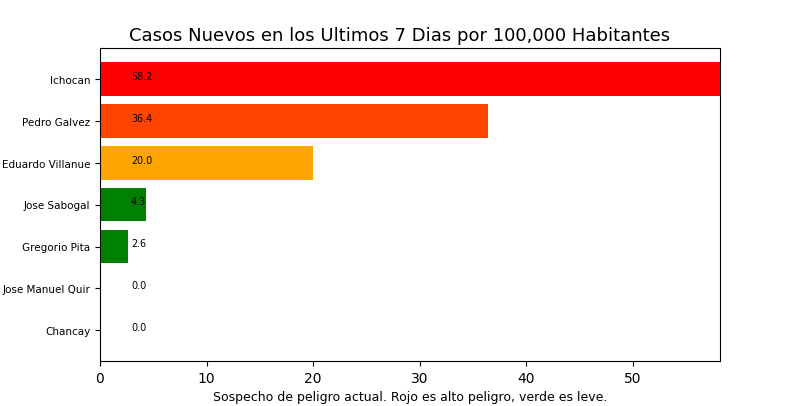 Casos Nuevos en los Ultimos 7 Dias por 100,000 Habitantes
Ichocan 58.2
Pedro Galvez 36.4
Eduardo Villanue 20.0
Jose Sabogal 4.3
Gregorio Pita 2.6
Jose Manuel Quir 0.0
Chancay 0.0
0 10 20 30 40 50
Sospecho de peligro actual. Rojo es alto peligro, verde es leve.